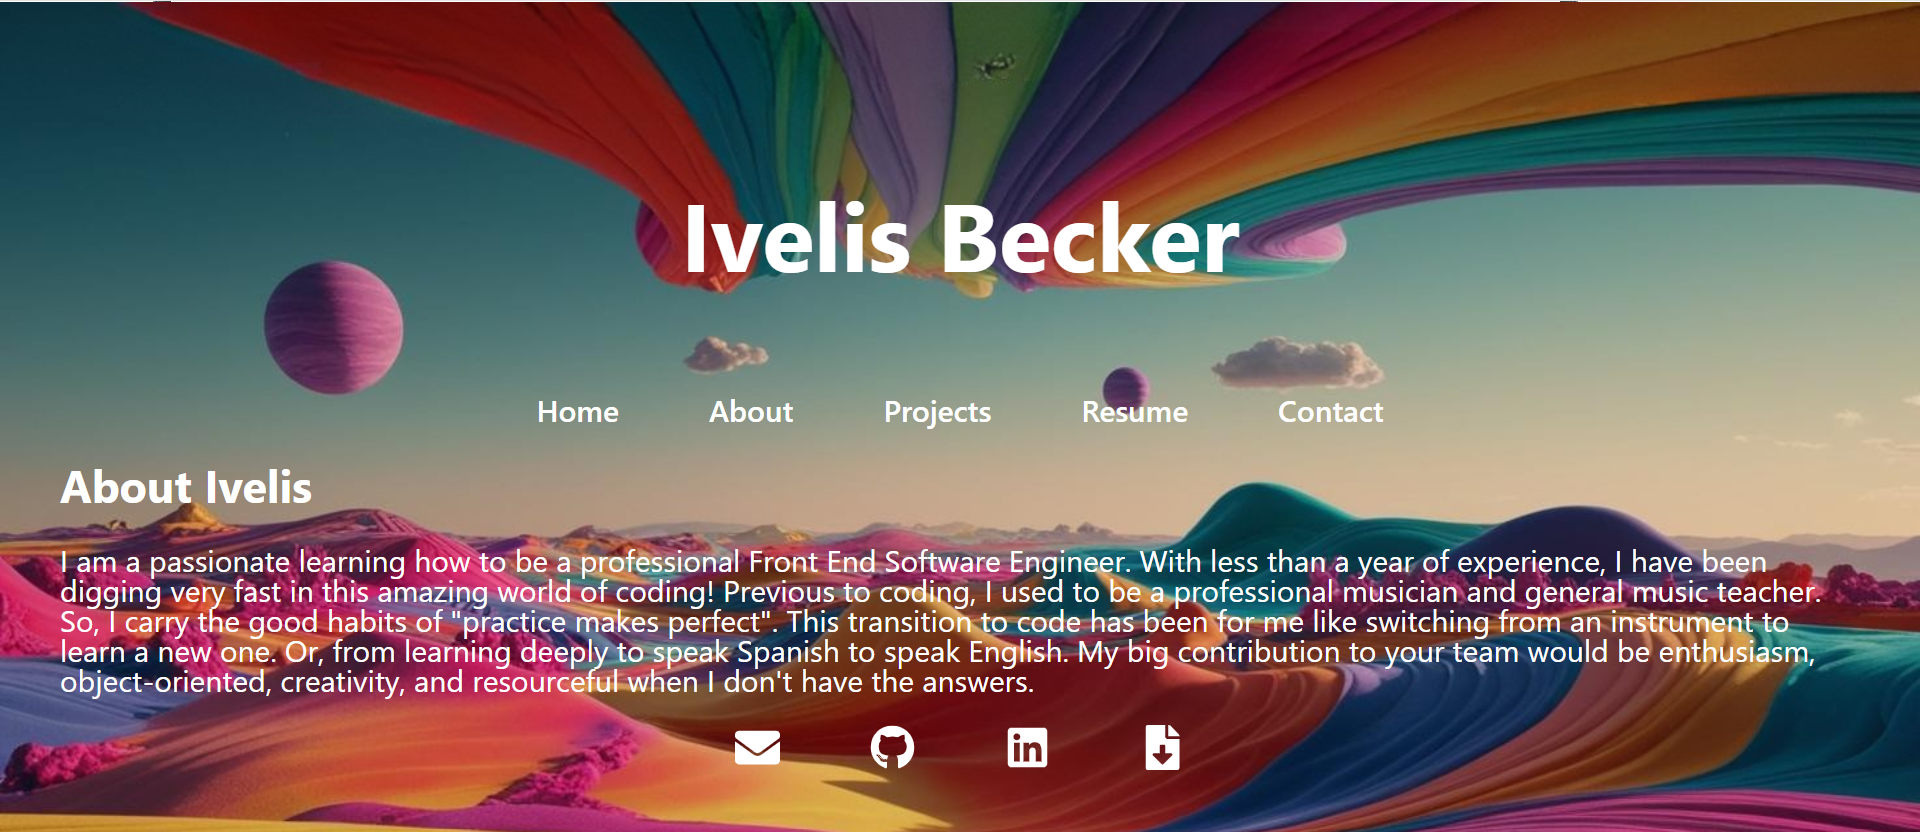 Ivelis Becker
Home About Projects Resume Contact
About Ivelis
I am a passionate learning how to be a professional Front End Software Engineer. With less than a year of experience, I have been
digging very fast in this amazing world of coding! Previous to coding, I used to be a professional musician and general music teacher.
So, I carry the good habits of "practice makes perfect". This transition to code has been for me like switching from an instrument to
learn a new one. Or, from learning deeply to speak Spanish to speak English. My big contribution to your team would be enthusiasm,
object-oriented, creativity, and resourceful when I don't have the answers.
in